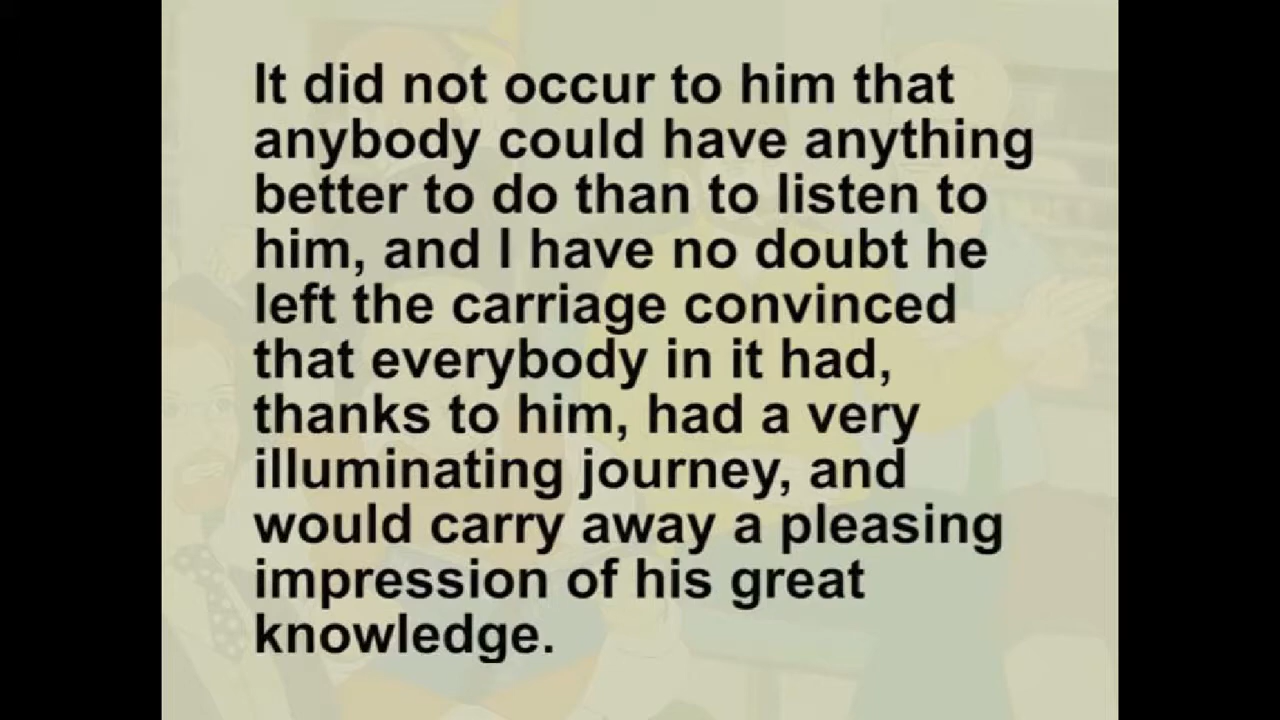 It did not occur to him that
anybody could have anything
better to do than to listen to
him, and I have no doubt he
left the carriage convinced
that everybody in it had,
thanks to him, had a very
illuminating journey, and
would carry away a pleasing
impression of his great
knowledge.